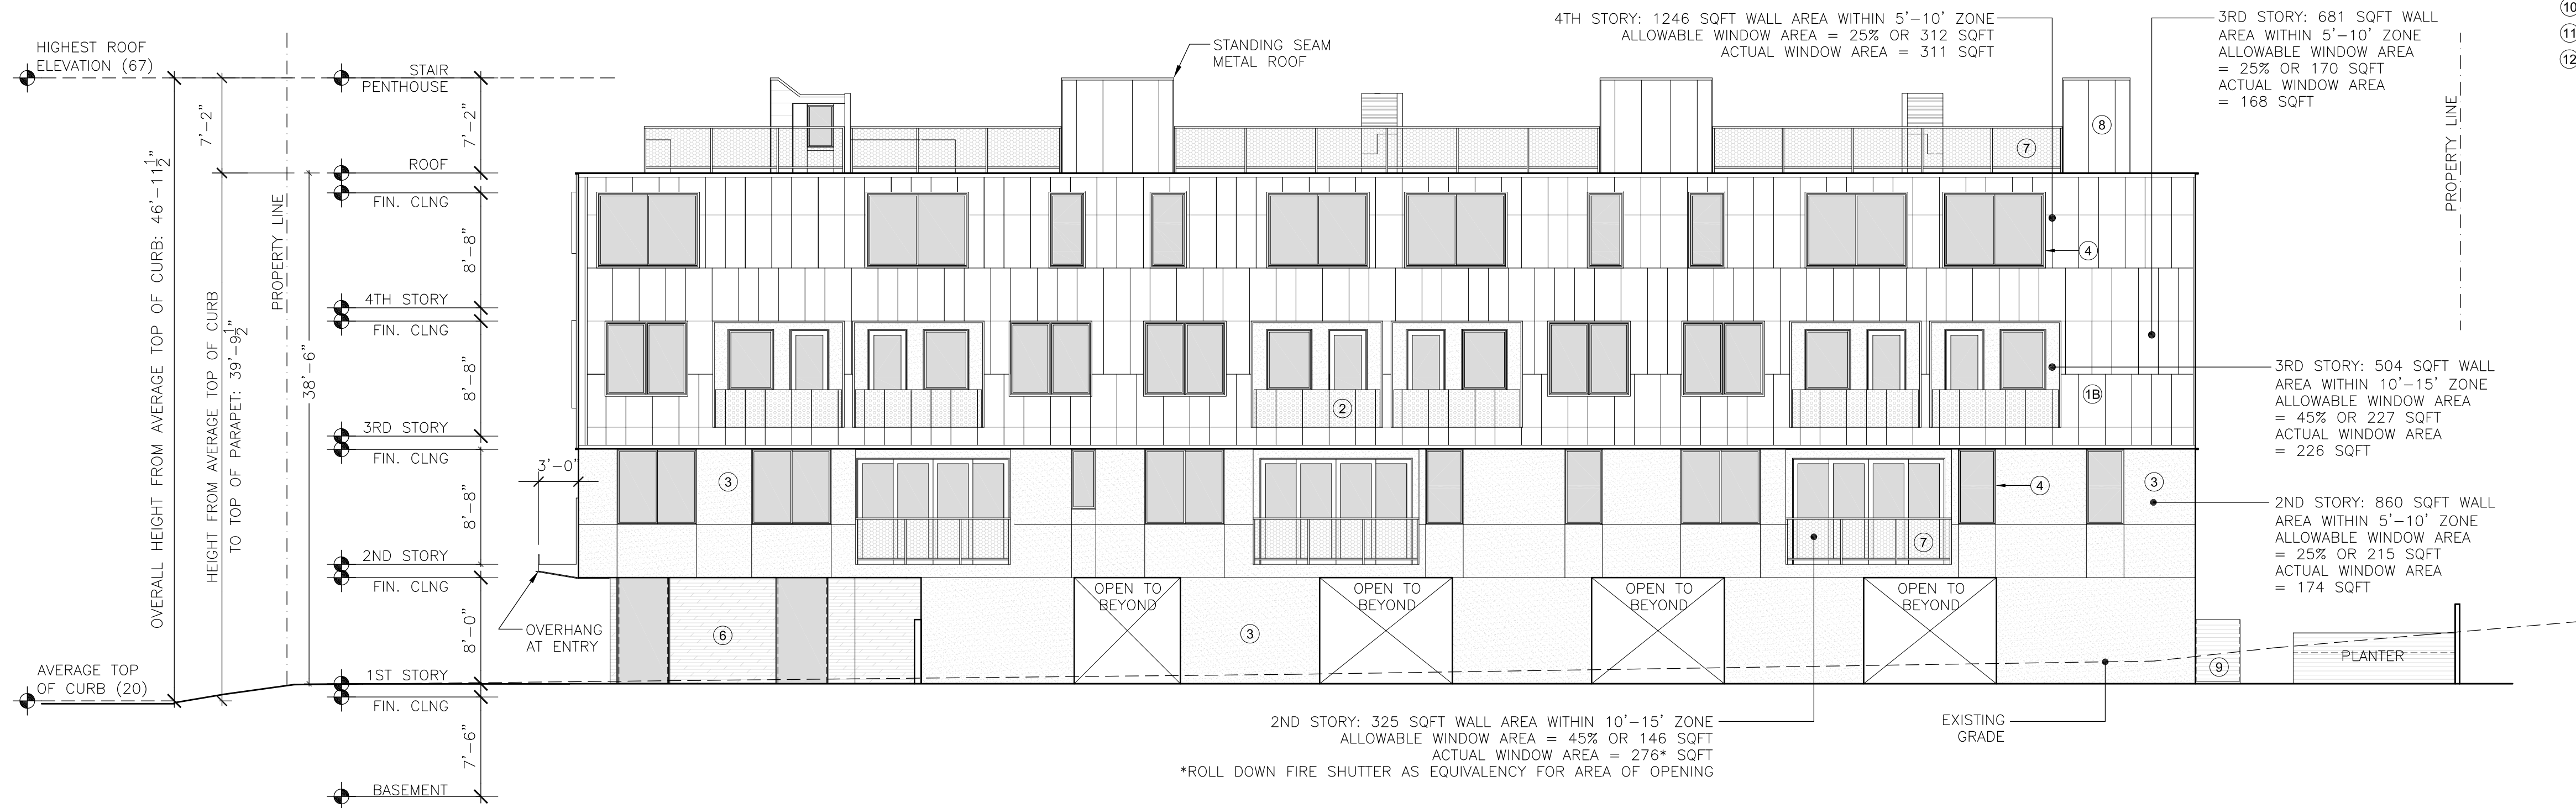 HIGHEST ROOF
ELEVATION (67)
STAIR
PENTHOUSE
7'-2"
7'-2"
ROOF
FIN. CLNG
8'-8"
4TH STORY
FIN. CLNG
8'-8"
3RD STORY
FIN. CLNG
8'-8"
2ND STORY
FIN. CLNG
8'-0"
1ST STORY
FIN. CLNG
7'-6"
BASEMENT
OVERALL HEIGHT FROM AVERAGE TOP OF CURB: 46'-11 1/2"
HEIGHT FROM AVERAGE TOP OF CURB
TO TOP OF PARAPET: 39'-9 1/2"
PROPERTY LINE
38'-6"
AVERAGE TOP
OF CURB (20)
3'-0"
OVERHANG
AT ENTRY
STANDING SEAM
METAL ROOF
4TH STORY: 1246 SQFT WALL AREA WITHIN 5'-10' ZONE
ALLOWABLE WINDOW AREA = 25% OR 312 SQFT
ACTUAL WINDOW AREA = 311 SQFT
3RD STORY: 681 SQFT WALL
AREA WITHIN 5'-10' ZONE
ALLOWABLE WINDOW AREA
= 25% OR 170 SQFT
ACTUAL WINDOW AREA
= 168 SQFT
PROPERTY LINE
10
11
12
8
7
4
2
1B
3RD STORY: 504 SQFT WALL
AREA WITHIN 10'-15' ZONE
ALLOWABLE WINDOW AREA
= 45% OR 227 SQFT
ACTUAL WINDOW AREA
= 226 SQFT
3
4
3
7
2ND STORY: 860 SQFT WALL
AREA WITHIN 5'-10' ZONE
ALLOWABLE WINDOW AREA
= 25% OR 215 SQFT
ACTUAL WINDOW AREA
= 174 SQFT
OPEN TO
BEYOND
OPEN TO
BEYOND
OPEN TO
BEYOND
OPEN TO
BEYOND
6
3
9
PLANTER
2ND STORY: 325 SQFT WALL AREA WITHIN 10'-15' ZONE
ALLOWABLE WINDOW AREA = 45% OR 146 SQFT
ACTUAL WINDOW AREA = 276* SQFT
*ROLL DOWN FIRE SHUTTER AS EQUIVALENCY FOR AREA OF OPENING
EXISTING
GRADE